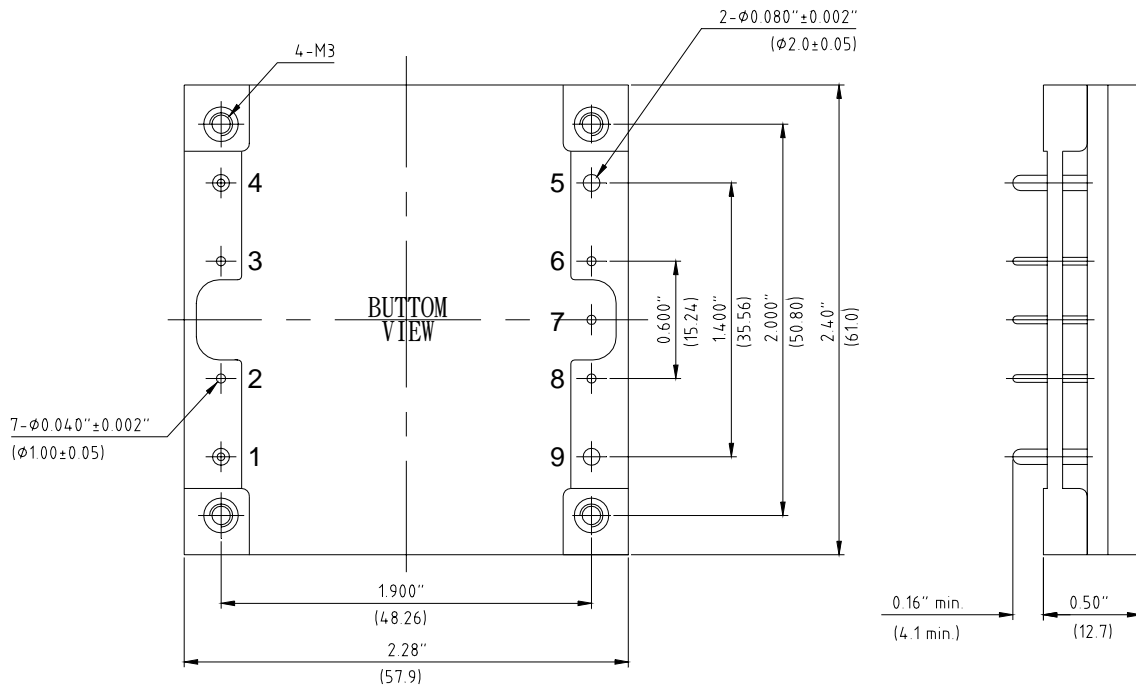 2-Φ0.080"±0.002"
(Φ2.0±0.05)
4-M3
4
5
3
6
BUTTOM
VIEW
7
2
8
7-Φ0.040"±0.002"
(Φ1.00±0.05)
1
9
0.600"
(15.24)
1.400"
(35.56)
2.000"
(50.80)
2.40"
(61.0)
1.900"
(48.26)
2.28"
(57.9)
0.16" min.
(4.1 min.)
0.50"
(12.7)